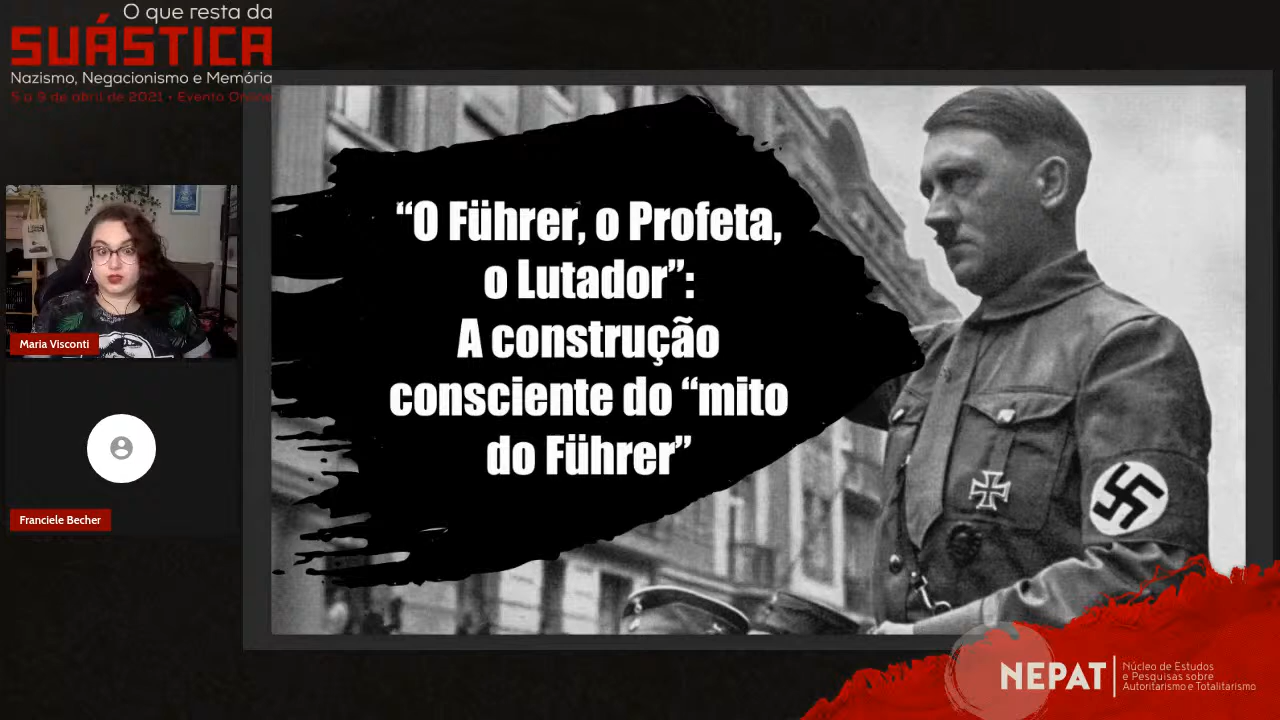 O que resta da
SUÁSTICA
Nazismo, Negacionismo e Memória
5 a 9 de abril de 2021 • Evento Online
Maria Visconti
Franciele Becher
“O Führer, o Profeta,
o Lutador”:
A construção
consciente do “mito
do Führer”
NEPAT
Núcleo de Estudos
e Pesquisas sobre
Autoritarismo e Totalitarismo